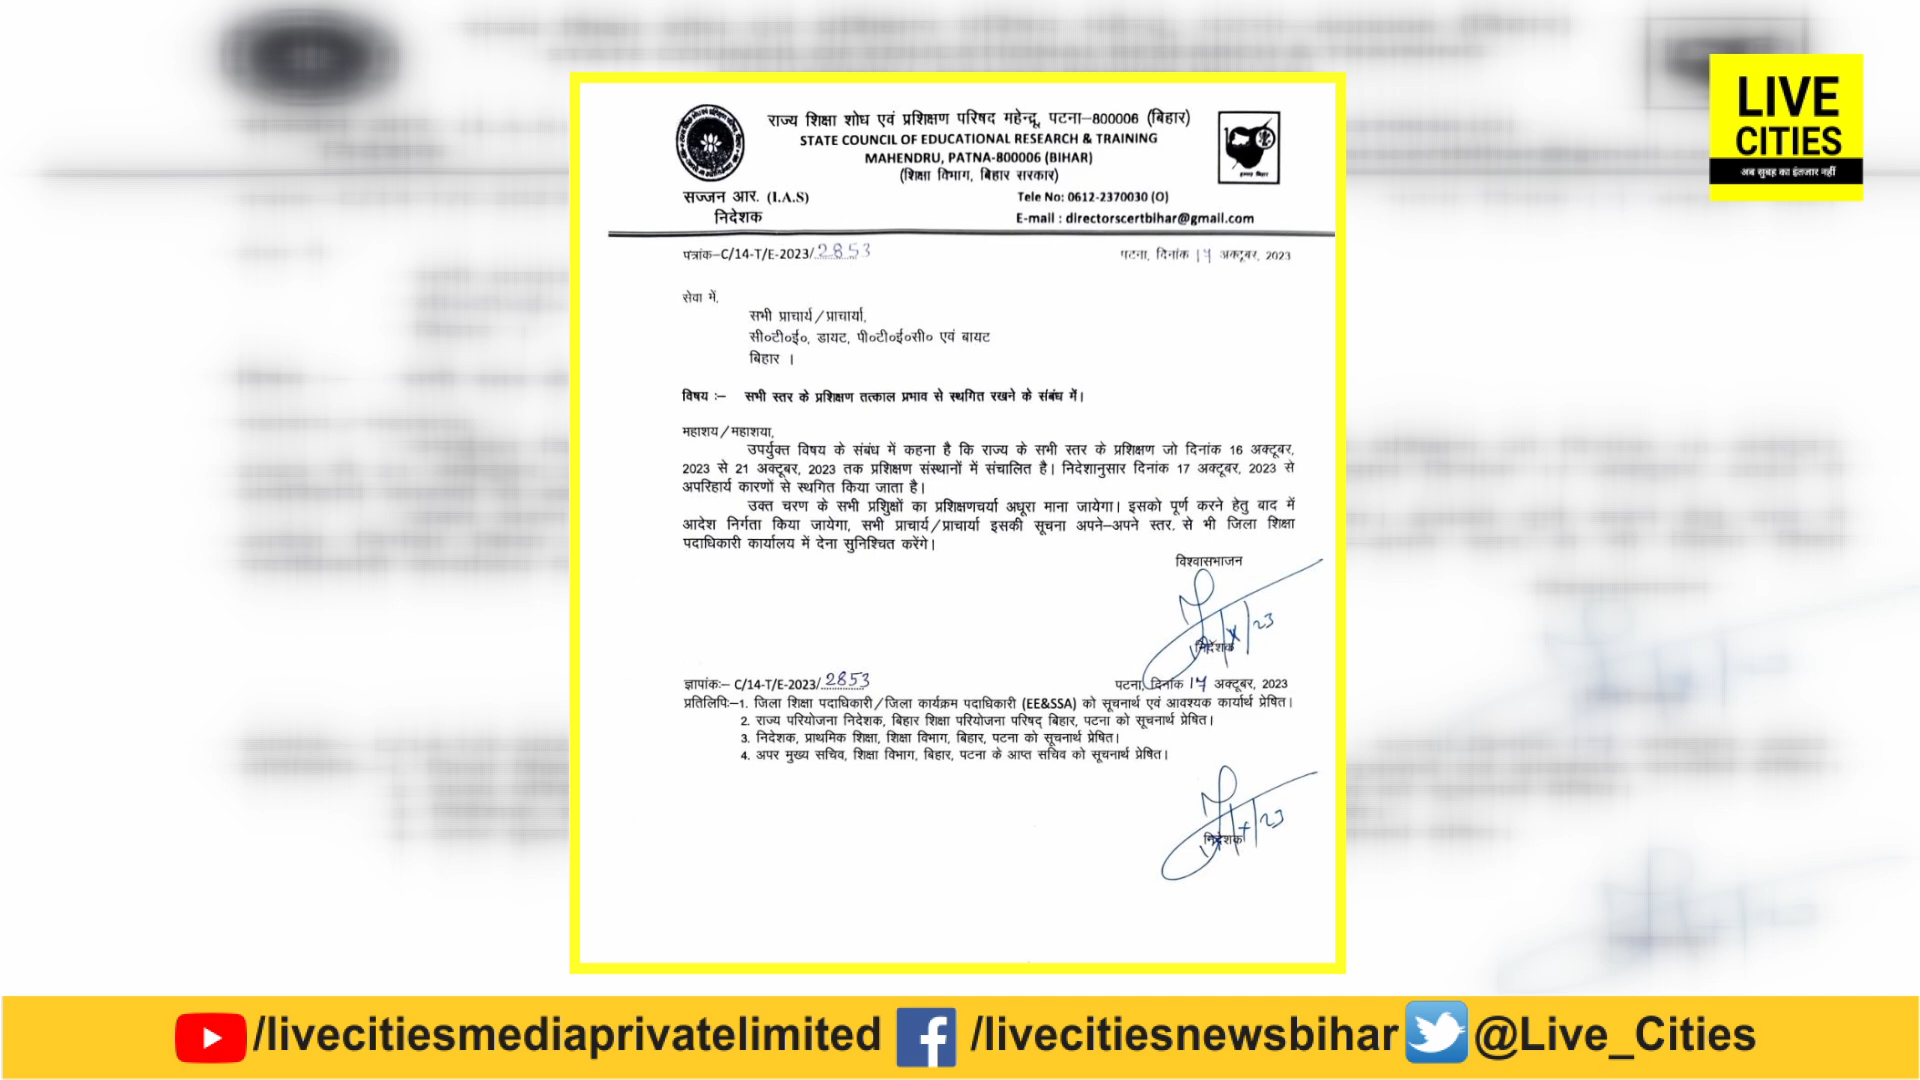 राज्य शिक्षा शोध एवं प्रशिक्षण परिषद महेन्द्रू, पटना–800006 (बिहार)
STATE COUNCIL OF EDUCATIONAL RESEARCH & TRAINING
MAHENDRU, PATNA-800006 (BIHAR)
(शिक्षा विभाग, बिहार सरकार)
सज्जन आर. (I.A.S)
निदेशक
Tele No: 0612-2370030 (O)
E-mail : directorscertbihar@gmail.com
LIVE
CITIES
अब सुबह का इंतजार नहीं
पत्रांक–C/14-T/E-2023/2853
पटना, दिनांक 17 अक्टूबर, 2023
सेवा में,
सभी प्राचार्य/प्राचार्या,
सी०टी०ई०, डायट, पी०टी०ई०सी० एवं बायट
बिहार ।
विषय :– सभी स्तर के प्रशिक्षण तत्काल प्रभाव से स्थगित रखने के संबंध में।
महाशय/महाशया,
उपर्युक्त विषय के संबंध में कहना है कि राज्य के सभी स्तर के प्रशिक्षण जो दिनांक 16 अक्टूबर,
2023 से 21 अक्टूबर, 2023 तक प्रशिक्षण संस्थानों में संचालित है। निदेशानुसार दिनांक 17 अक्टूबर, 2023 से
अपरिहार्य कारणों से स्थगित किया जाता है।
उक्त चरण के सभी प्रशिुक्षों का प्रशिक्षणचर्या अधूरा माना जायेगा। इसको पूर्ण करने हेतु बाद में
आदेश निर्गता किया जायेगा, सभी प्राचार्य/प्राचार्या इसकी सूचना अपने–अपने स्तर. से भी जिला शिक्षा
पदाधिकारी कार्यालय में देना सुनिश्चित करेंगे।
विश्वासभाजन
निदेशक
ज्ञापांकः– C/14-T/E-2023/2853
पटना, दिनांक 17 अक्टूबर, 2023
प्रतिलिपिः–1. जिला शिक्षा पदाधिकारी/जिला कार्यक्रम पदाधिकारी (EE&SSA) को सूचनार्थ एवं आवश्यक कार्यार्थ प्रेषित।
2. राज्य परियोजना निदेशक, बिहार शिक्षा परियोजना परिषद् बिहार, पटना को सूचनार्थ प्रेषित।
3. निदेशक, प्राथमिक शिक्षा, शिक्षा विभाग, बिहार, पटना को सूचनार्थ प्रेषित।
4. अपर मुख्य सचिव, शिक्षा विभाग, बिहार, पटना के आप्त सचिव को सूचनार्थ प्रेषित।
निदेशक
/livecitiesmediaprivatelimited
/livecitiesnewsbihar
@Live_Cities